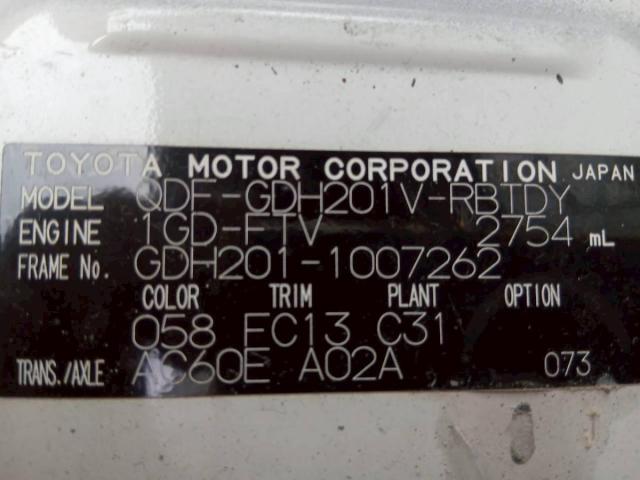 TOYOTA MOTOR CORPORATION JAPAN
MODEL QDF-GDH201V-RBTDY
ENGINE 1GD-FTV 2754 mL
FRAME No. GDH201-1007262
COLOR TRIM PLANT OPTION
058 FC13 C31
TRANS./AXLE AC60E A02A 073